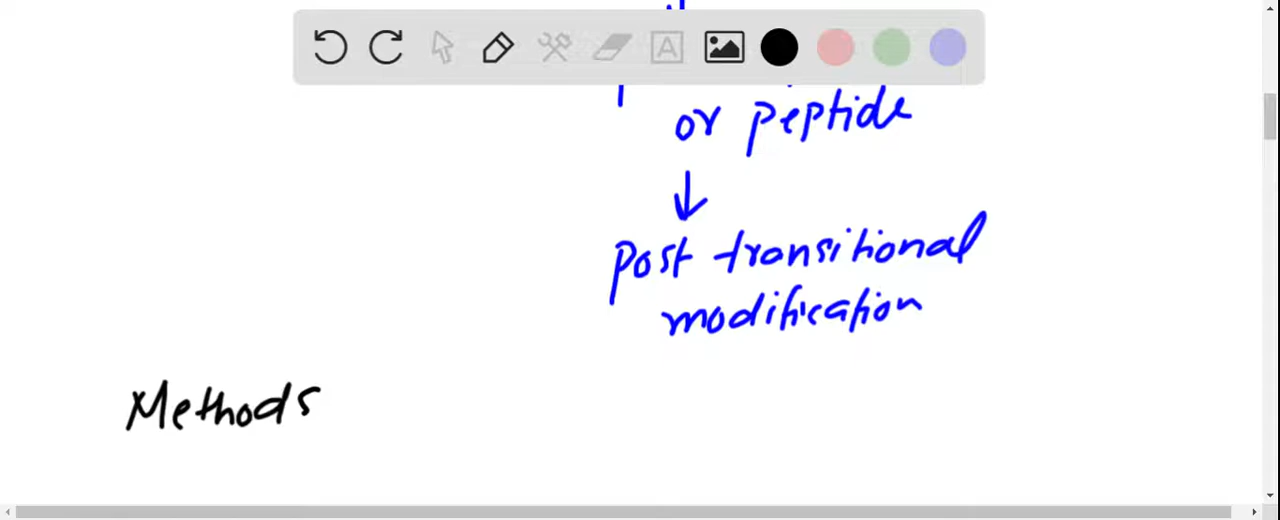 A
or peptide
post transitional
modification
Methods